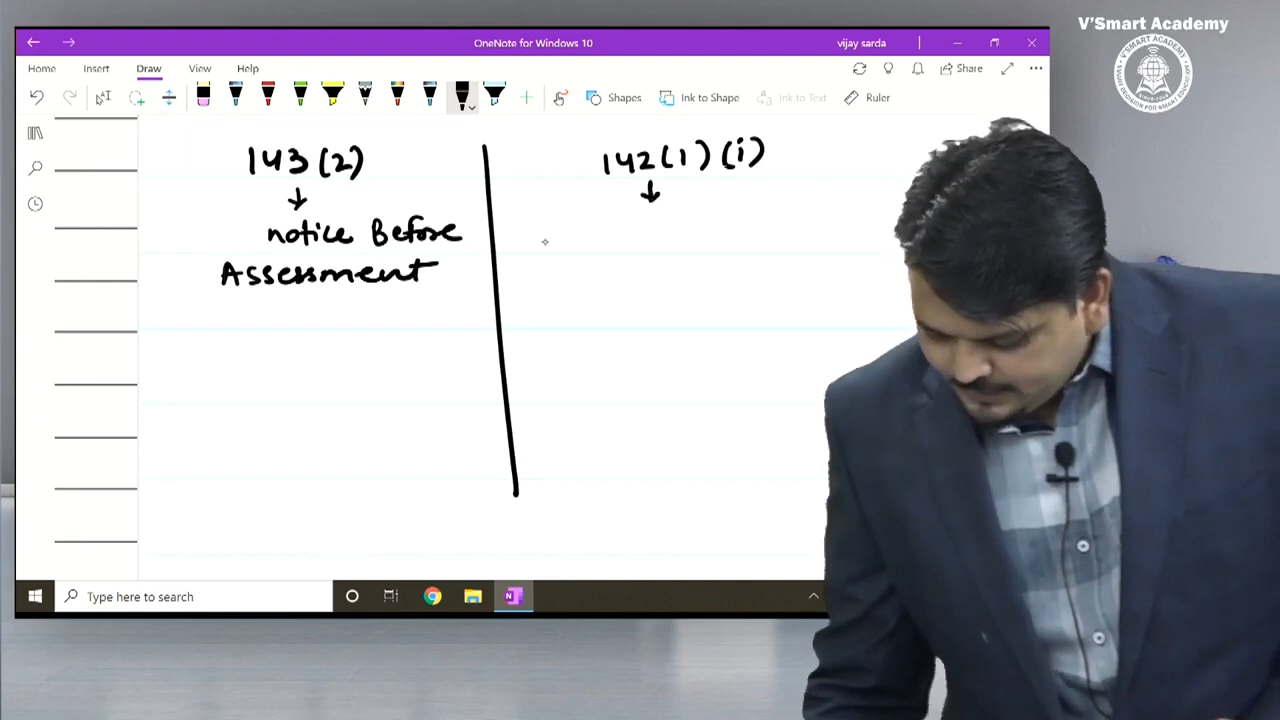 V'Smart Academy
OneNote for Windows 10
vijay sarda
Home Insert Draw View Help
Share
Shapes Ink to Shape Ink to Text Ruler
143(2)
notice Before
Assessment
142(1)(i)
Type here to search